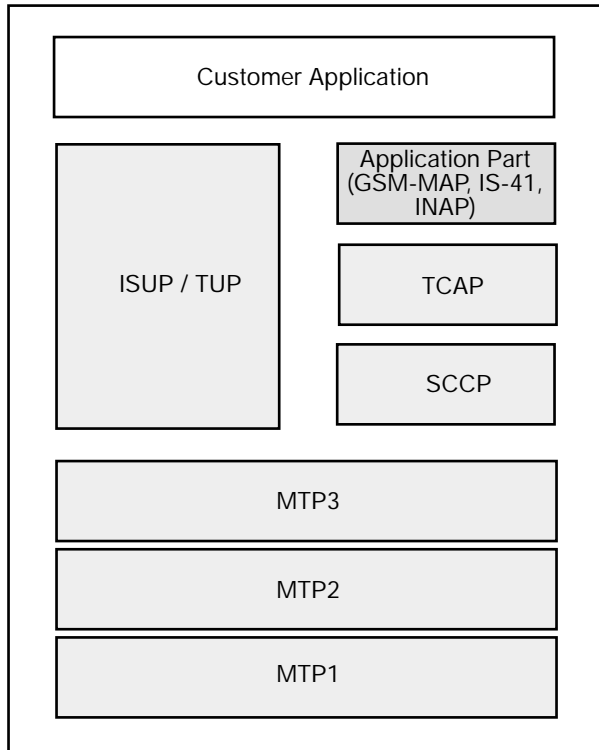 Customer Application
Application Part
(GSM-MAP, IS-41,
INAP)
ISUP / TUP
TCAP
SCCP
MTP3
MTP2
MTP1